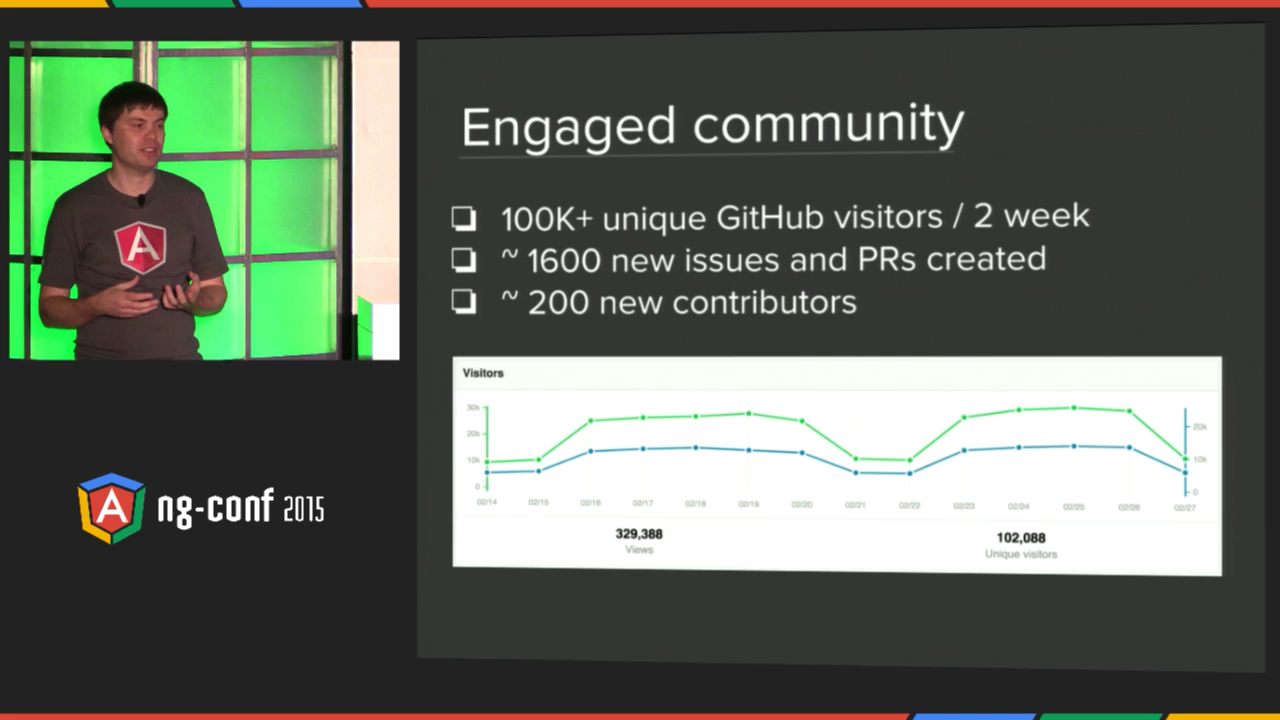 Engaged community
100K+ unique GitHub visitors / 2 week
~ 1600 new issues and PRs created
~ 200 new contributors
Visitors
30k
20k
10k
0
20k
10k
0
02/14 02/15 02/16 02/17 02/18 02/19 02/20 02/21 02/22 02/23 02/24 02/25 02/26 02/27
329,388
Views
102,088
Unique visitors
A
A ng-conf 2015